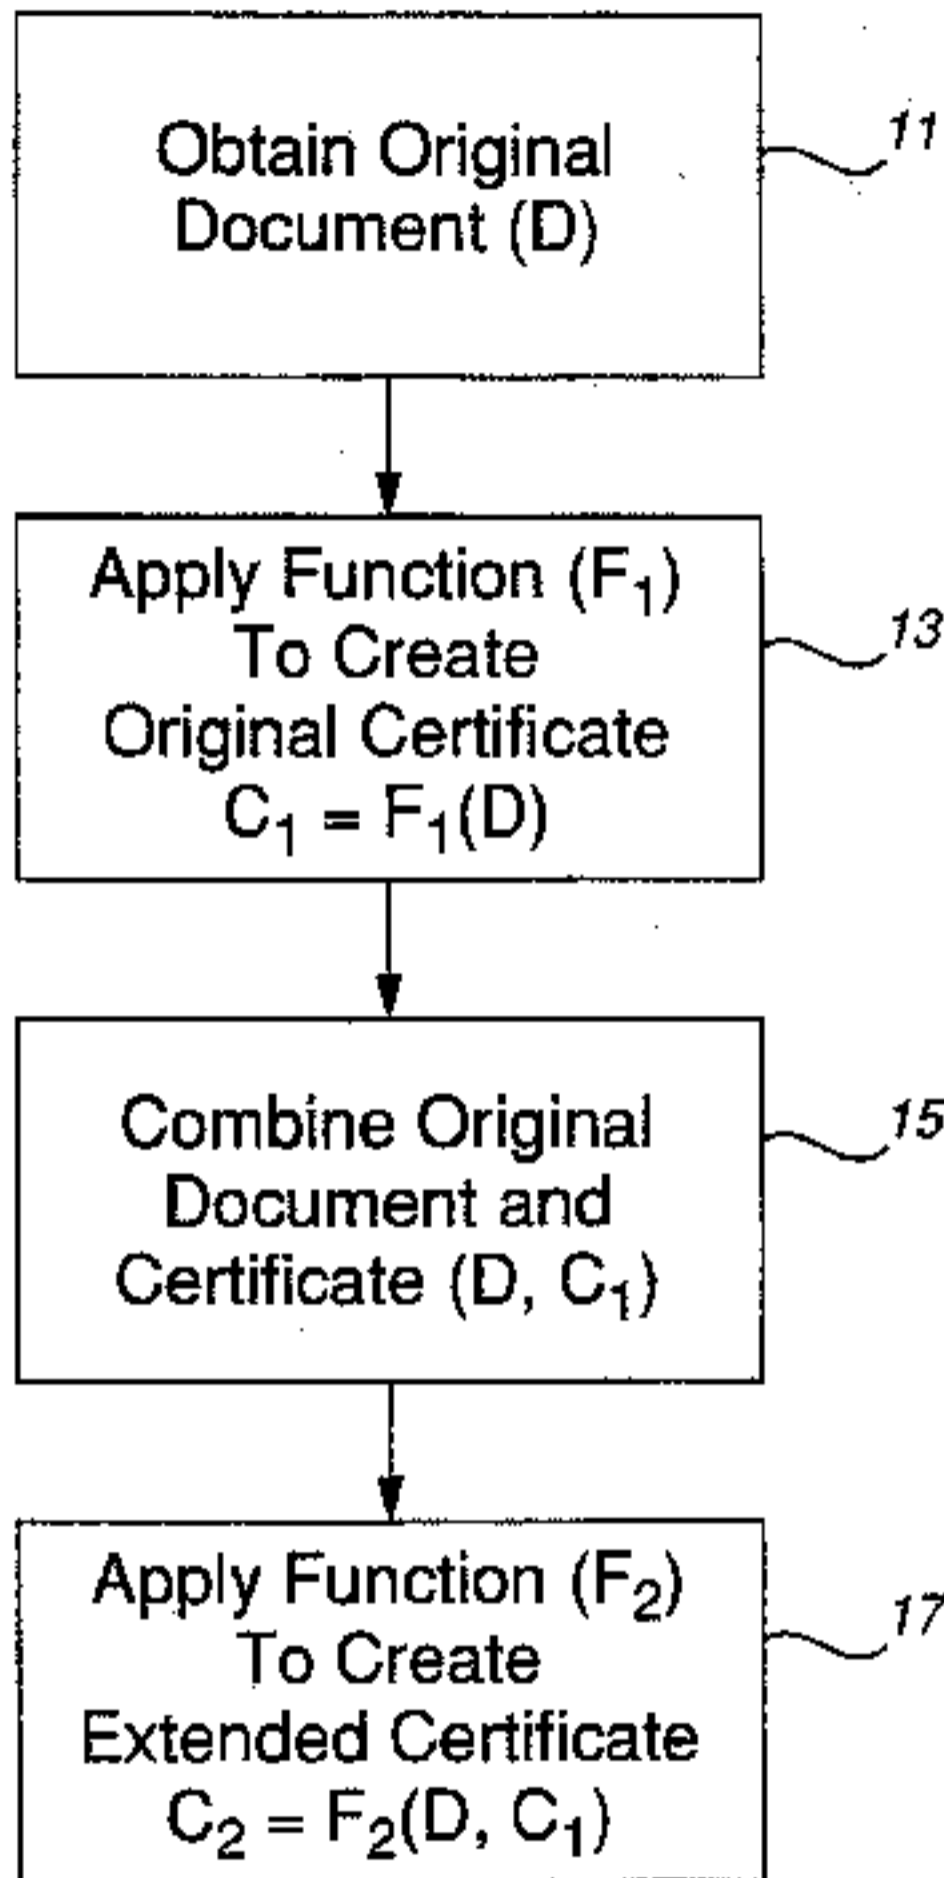 Obtain Original
Document (D)
11
Apply Function (F₁)
To Create
Original Certificate
C₁ = F₁(D)
13
Combine Original
Document and
Certificate (D, C₁)
15
Apply Function (F₂)
To Create
Extended Certificate
C₂ = F₂(D, C₁)
17